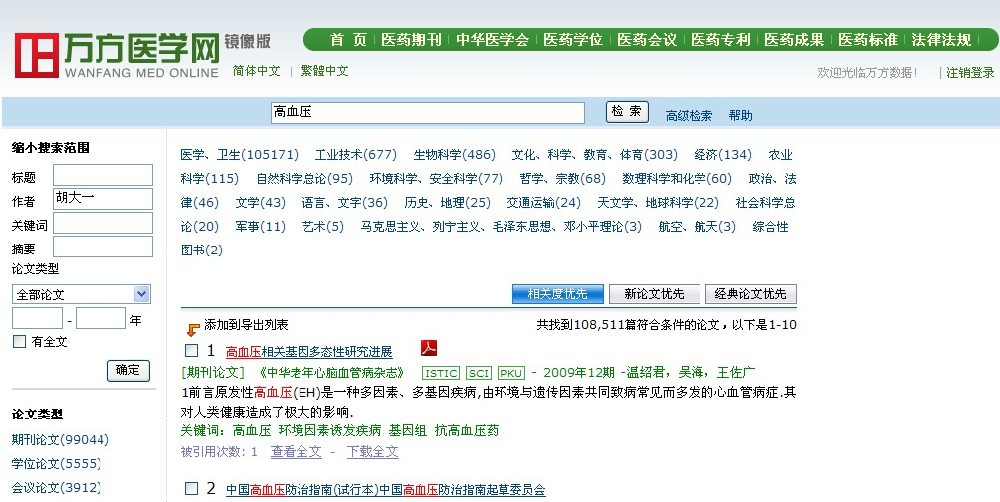 万方医学网 镜像版
WANFANG MED ONLINE
简体中文 | 繁體中文
首 页 | 医药期刊 | 中华医学会 | 医药学位 | 医药会议 | 医药专利 | 医药成果 | 医药标准 | 法律法规
欢迎光临万方数据! | 注销登录
高血压 检 索 高级检索 帮助
缩小搜索范围
标题
作者 胡大一
关键词
摘要
论文类型
全部论文
- 年
有全文
确定
论文类型
期刊论文(99044)
学位论文(5555)
会议论文(3912)
医学、卫生(105171) 工业技术(677) 生物科学(486) 文化、科学、教育、体育(303) 经济(134) 农业
科学(115) 自然科学总论(95) 环境科学、安全科学(77) 哲学、宗教(68) 数理科学和化学(60) 政治、法
律(46) 文学(43) 语言、文字(36) 历史、地理(25) 交通运输(24) 天文学、地球科学(22) 社会科学总
论(20) 军事(11) 艺术(5) 马克思主义、列宁主义、毛泽东思想、邓小平理论(3) 航空、航天(3) 综合性
图书(2)
相关度优先 新论文优先 经典论文优先
添加到导出列表 共找到108,511篇符合条件的论文，以下是1-10
1 高血压相关基因多态性研究进展
[期刊论文] 《中华老年心脑血管病杂志》 ISTIC SCI PKU - 2009年12期 -温绍君，吴海，王佐广
1前言原发性高血压(EH)是一种多因素、多基因疾病,由环境与遗传因素共同致病常见而多发的心血管病症.其
对人类健康造成了极大的影响.
关键词：高血压 环境因素诱发疾病 基因组 抗高血压药
被引用次数: 1 查看全文 - 下载全文
2 中国高血压防治指南(试行本)中国高血压防治指南起草委员会